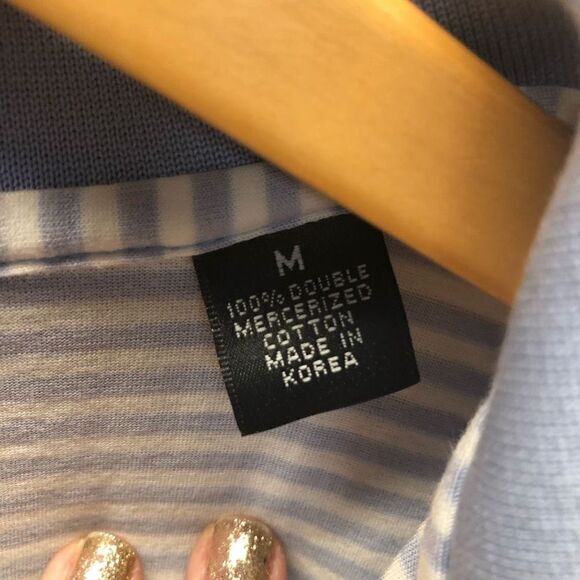 M
100% DOUBLE
MERCERIZED
COTTON
MADE IN
KOREA